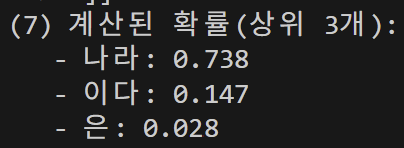 (7) 계산된 확률(상위 3개):
- 나라: 0.738
- 이다: 0.147
- 은: 0.028